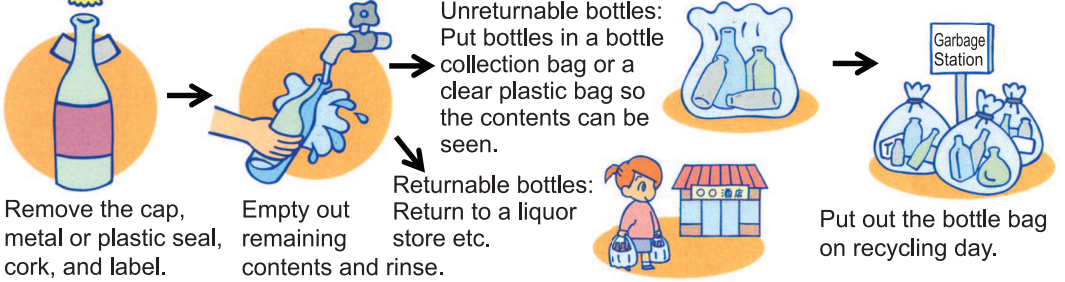 Remove the cap,
metal or plastic seal,
cork, and label.
Empty out
remaining
contents and rinse.
Unreturnable bottles:
Put bottles in a bottle
collection bag or a
clear plastic bag so
the contents can be
seen.
Returnable bottles:
Return to a liquor
store etc.
○○酒店
Garbage
Station
Put out the bottle bag
on recycling day.